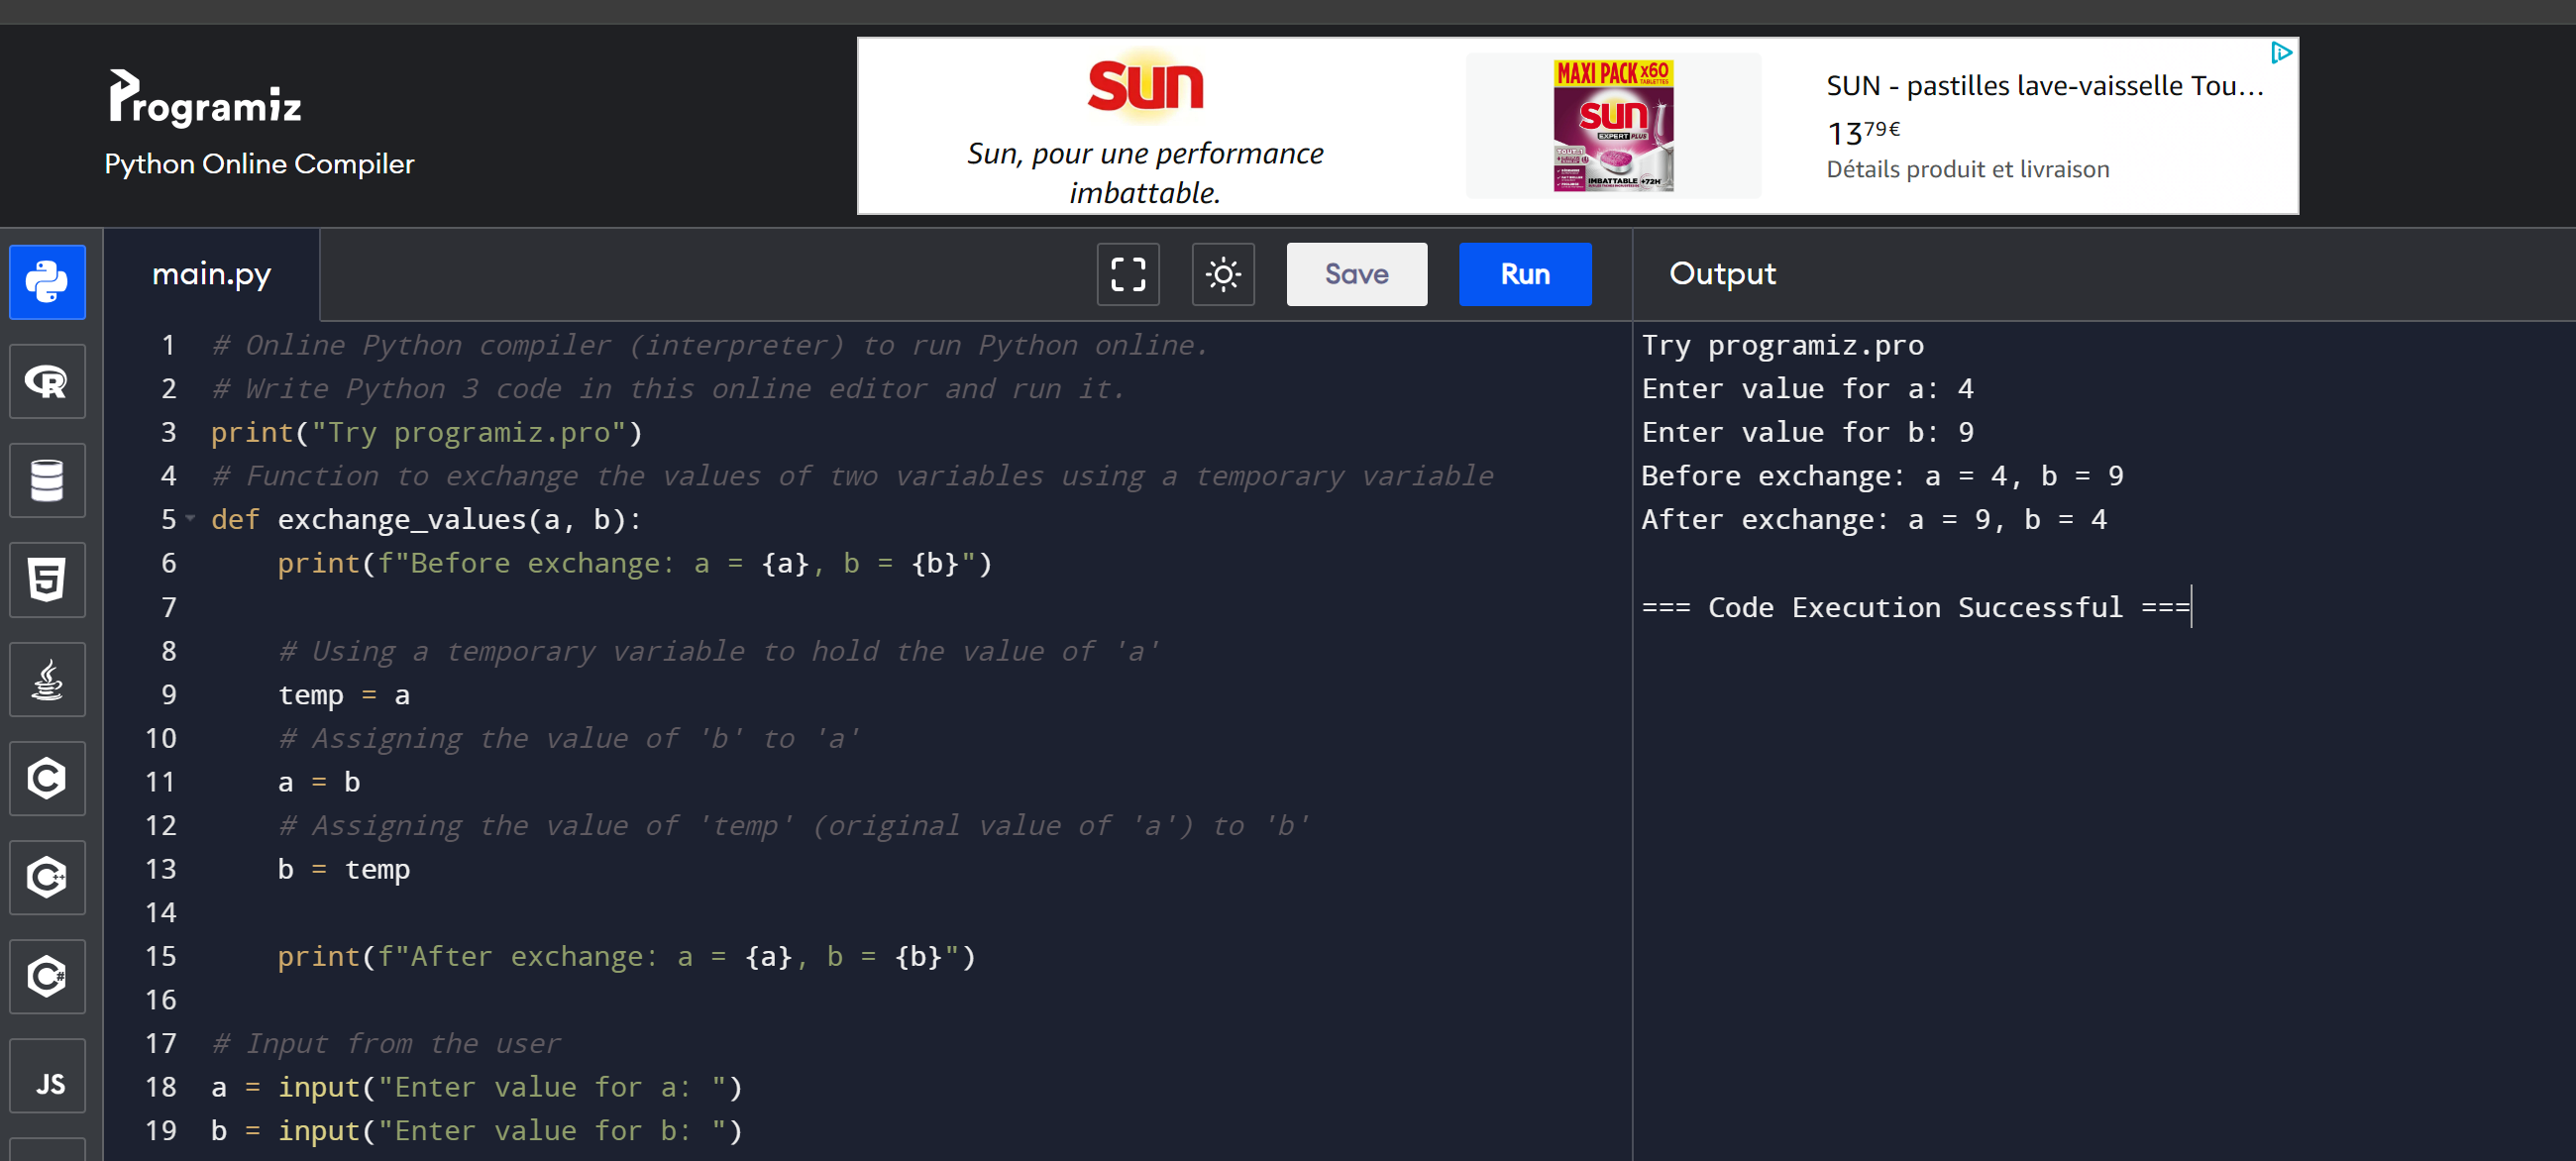 Programiz
Python Online Compiler
Sun
Sun, pour une performance
imbattable.
MAXI PACK x60
TABLETTES
sun
EXPERT PLUS
IMBATTABLE +72H
SUN - pastilles lave-vaisselle Tou...
13 79€
Détails produit et livraison
main.py
Save
Run
Output
1 # Online Python compiler (interpreter) to run Python online.
2 # Write Python 3 code in this online editor and run it.
3 print("Try programiz.pro")
4 # Function to exchange the values of two variables using a temporary variable
5 def exchange_values(a, b):
6     print(f"Before exchange: a = {a}, b = {b}")
7
8     # Using a temporary variable to hold the value of 'a'
9     temp = a
10     # Assigning the value of 'b' to 'a'
11     a = b
12     # Assigning the value of 'temp' (original value of 'a') to 'b'
13     b = temp
14
15     print(f"After exchange: a = {a}, b = {b}")
16
17 # Input from the user
18 a = input("Enter value for a: ")
19 b = input("Enter value for b: ")
Try programiz.pro
Enter value for a: 4
Enter value for b: 9
Before exchange: a = 4, b = 9
After exchange: a = 9, b = 4
=== Code Execution Successful ===
R
5
C
C++
C#
JS